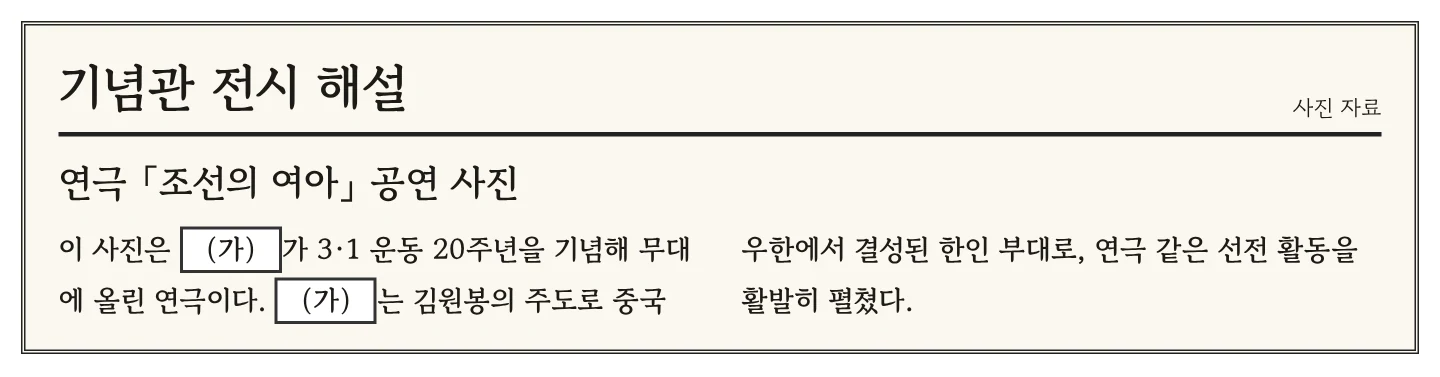 기념관 전시 해설
사진 자료
연극 「조선의 여아」 공연 사진
이 사진은 (가)가 3·1 운동 20주년을 기념해 무대
에 올린 연극이다. (가)는 김원봉의 주도로 중국
우한에서 결성된 한인 부대로, 연극 같은 선전 활동을
활발히 펼쳤다.